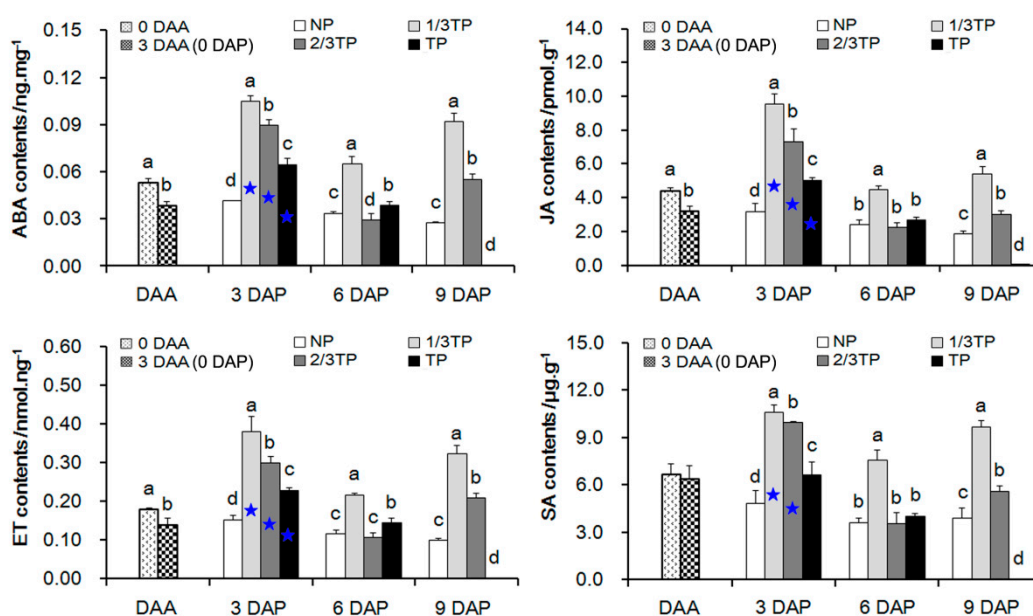 ABA contents/ng.mg⁻¹
0.15
0.12
0.09
0.06
0.03
0.00
0 DAA
3 DAA (0 DAP)
NP
1/3TP
2/3TP
TP
a b
d a b c
c a d c
c a b d
DAA 3 DAP 6 DAP 9 DAP
JA contents/pmol.g⁻¹
14.0
12.0
10.0
8.0
6.0
4.0
2.0
0.0
0 DAA
3 DAA (0 DAP)
NP
1/3TP
2/3TP
TP
a b
d a b c
b a b b
c a b d
DAA 3 DAP 6 DAP 9 DAP
ET contents/nmol.ng⁻¹
0.60
0.50
0.40
0.30
0.20
0.10
0.00
0 DAA
3 DAA (0 DAP)
NP
1/3TP
2/3TP
TP
a b
d a b c
c a c b
c a b d
DAA 3 DAP 6 DAP 9 DAP
SA contents/μg.g⁻¹
15.0
12.0
9.0
6.0
3.0
0.0
0 DAA
3 DAA (0 DAP)
NP
1/3TP
2/3TP
TP
d a b c
b a b b
c a b d
DAA 3 DAP 6 DAP 9 DAP